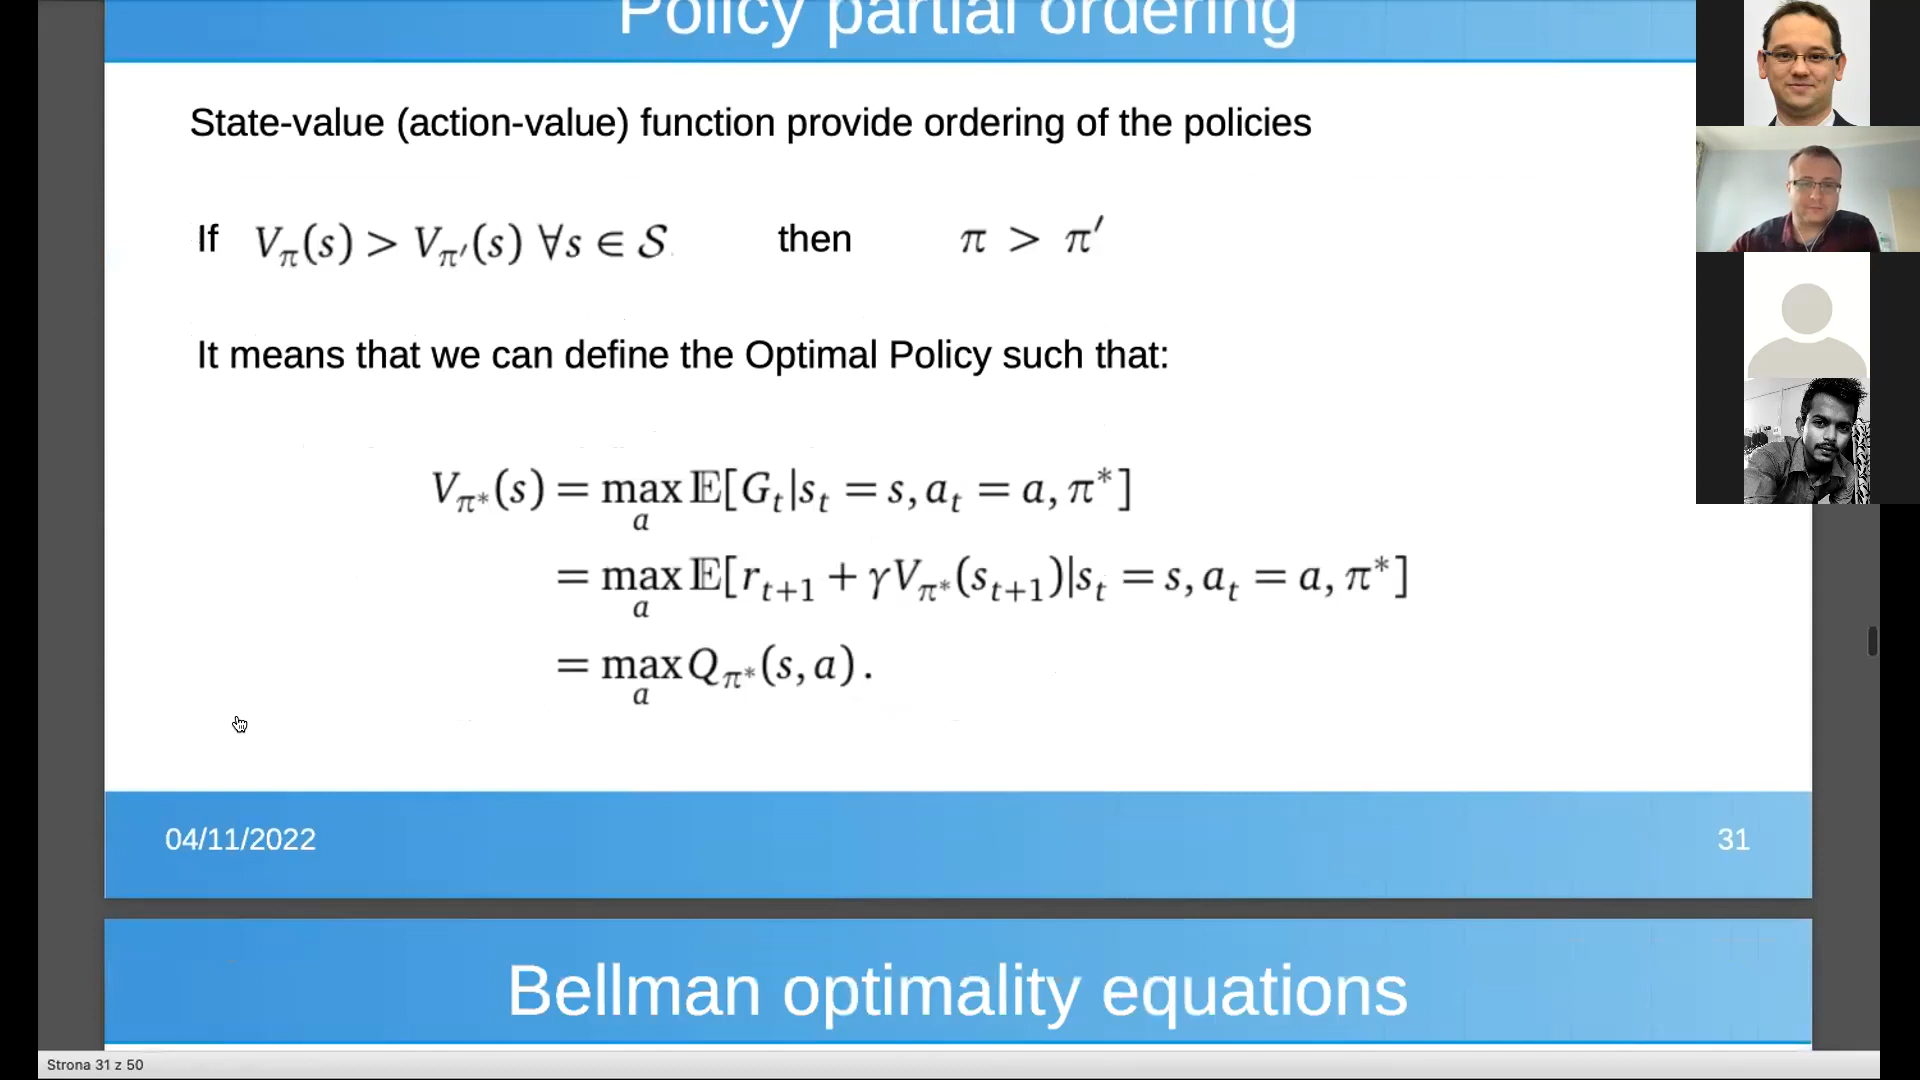 Policy partial ordering
State-value (action-value) function provide ordering of the policies
If V_π(s) > V_π′(s) ∀s ∈ 𝒮 then π > π′
It means that we can define the Optimal Policy such that:
V_π*(s) = max_a 𝔼[G_t|s_t = s, a_t = a, π*]
= max_a 𝔼[r_{t+1} + γV_π*(s_{t+1})|s_t = s, a_t = a, π*]
= max_a Q_π*(s, a).
04/11/2022
31
Bellman optimality equations
Strona 31 z 50